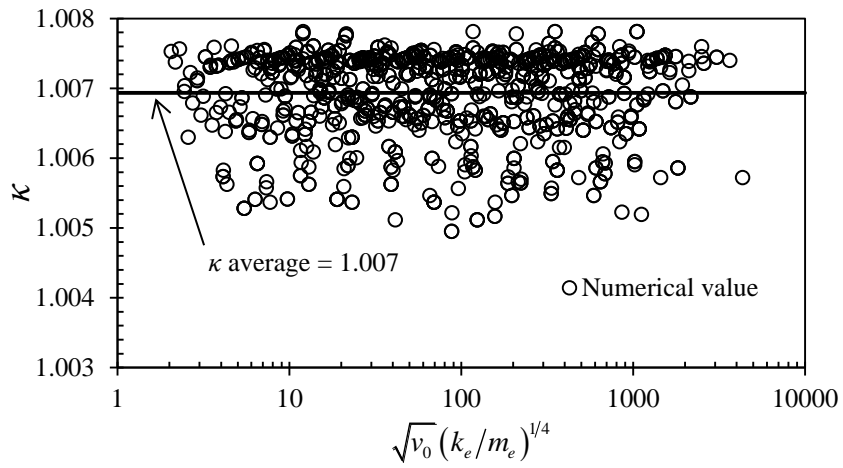 1.008
1.007
1.006
1.005
1.004
1.003
κ
κ average = 1.007
Numerical value
1 10 100 1000 10000
√v₀ (kₑ/mₑ)^{1/4}